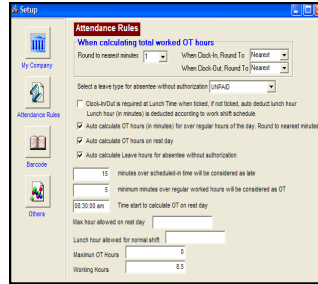 Setup
Attendance Rules
When calculating total worked OT hours
Round to nearest minutes 1 When Clock-In, Round To Nearest
When Clock-Out, Round To Nearest
My Company
Select a leave type for absentee without authorization UNPAID
Clock-In/Out is required at Lunch Time when ticked, if not ticked, auto deduct lunch hour
Lunch hour (in minutes) is deducted according to work shift schedule.
Attendance Rules
Auto calculate OT hours (in minutes) for over regular hours of the day. Round to nearest minutes
Auto calculate OT hours on rest day
Auto calculate Leave hours for absentee without authorization
Barcode
15 minutes over scheduled-in time will be considered as late
5 minimum minutes over regular worked hours will be considered as OT
08:30:00 am Time start to calculate OT on rest day
Others
Max hour allowed on rest day
Lunch hour allowed for normal shift
Maximun OT Hours 0
Working Hours 8.5